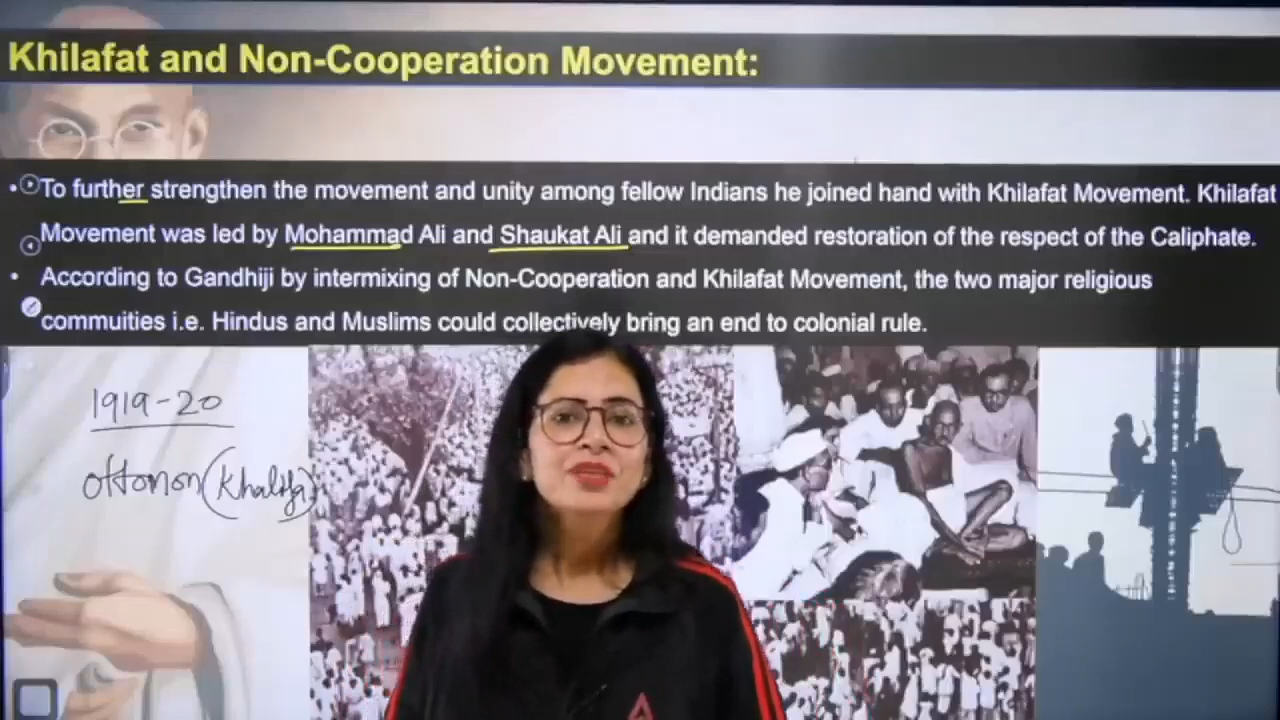 Khilafat and Non-Cooperation Movement:
• To further strengthen the movement and unity among fellow Indians he joined hand with Khilafat Movement. Khilafat
Movement was led by Mohammad Ali and Shaukat Ali and it demanded restoration of the respect of the Caliphate.
• According to Gandhiji by intermixing of Non-Cooperation and Khilafat Movement, the two major religious
commuities i.e. Hindus and Muslims could collectively bring an end to colonial rule.
1919-20
ottonon (Khalifa)